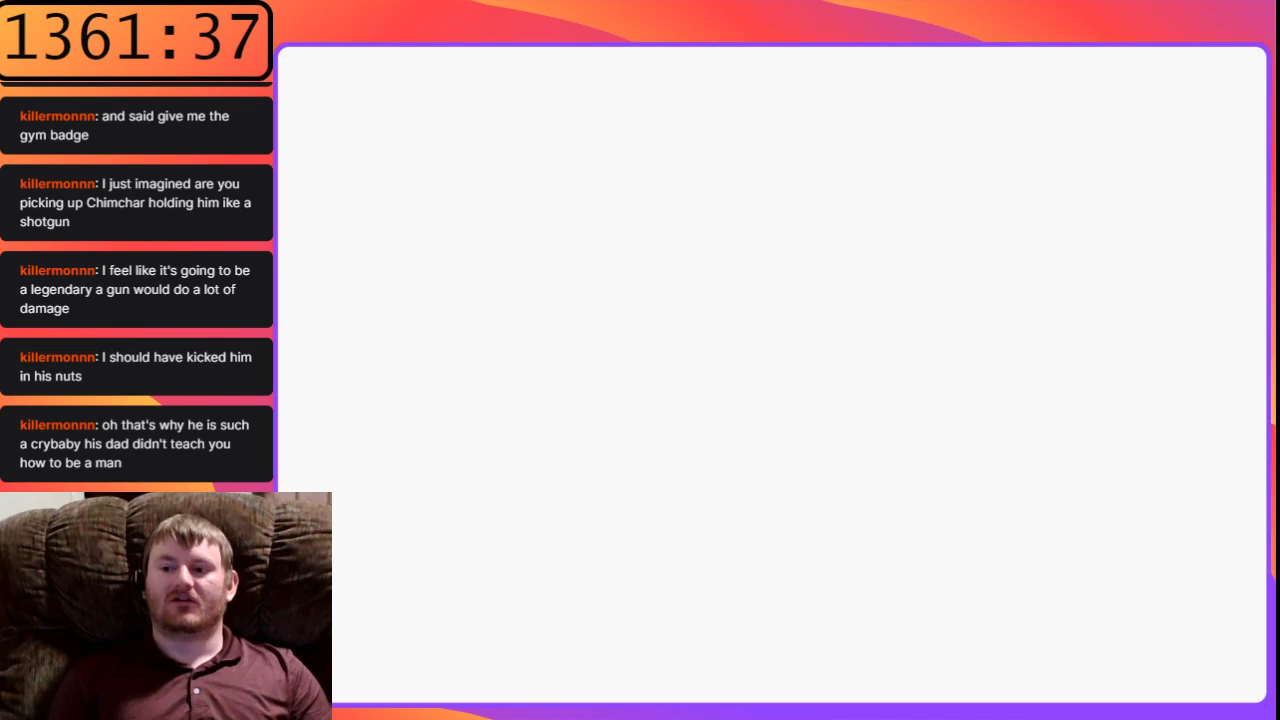 1361:37
killermonnn: and said give me the
gym badge
killermonnn: I just imagined are you
picking up Chimchar holding him ike a
shotgun
killermonnn: I feel like it's going to be
a legendary a gun would do a lot of
damage
killermonnn: I should have kicked him
in his nuts
killermonnn: oh that's why he is such
a crybaby his dad didn't teach you
how to be a man